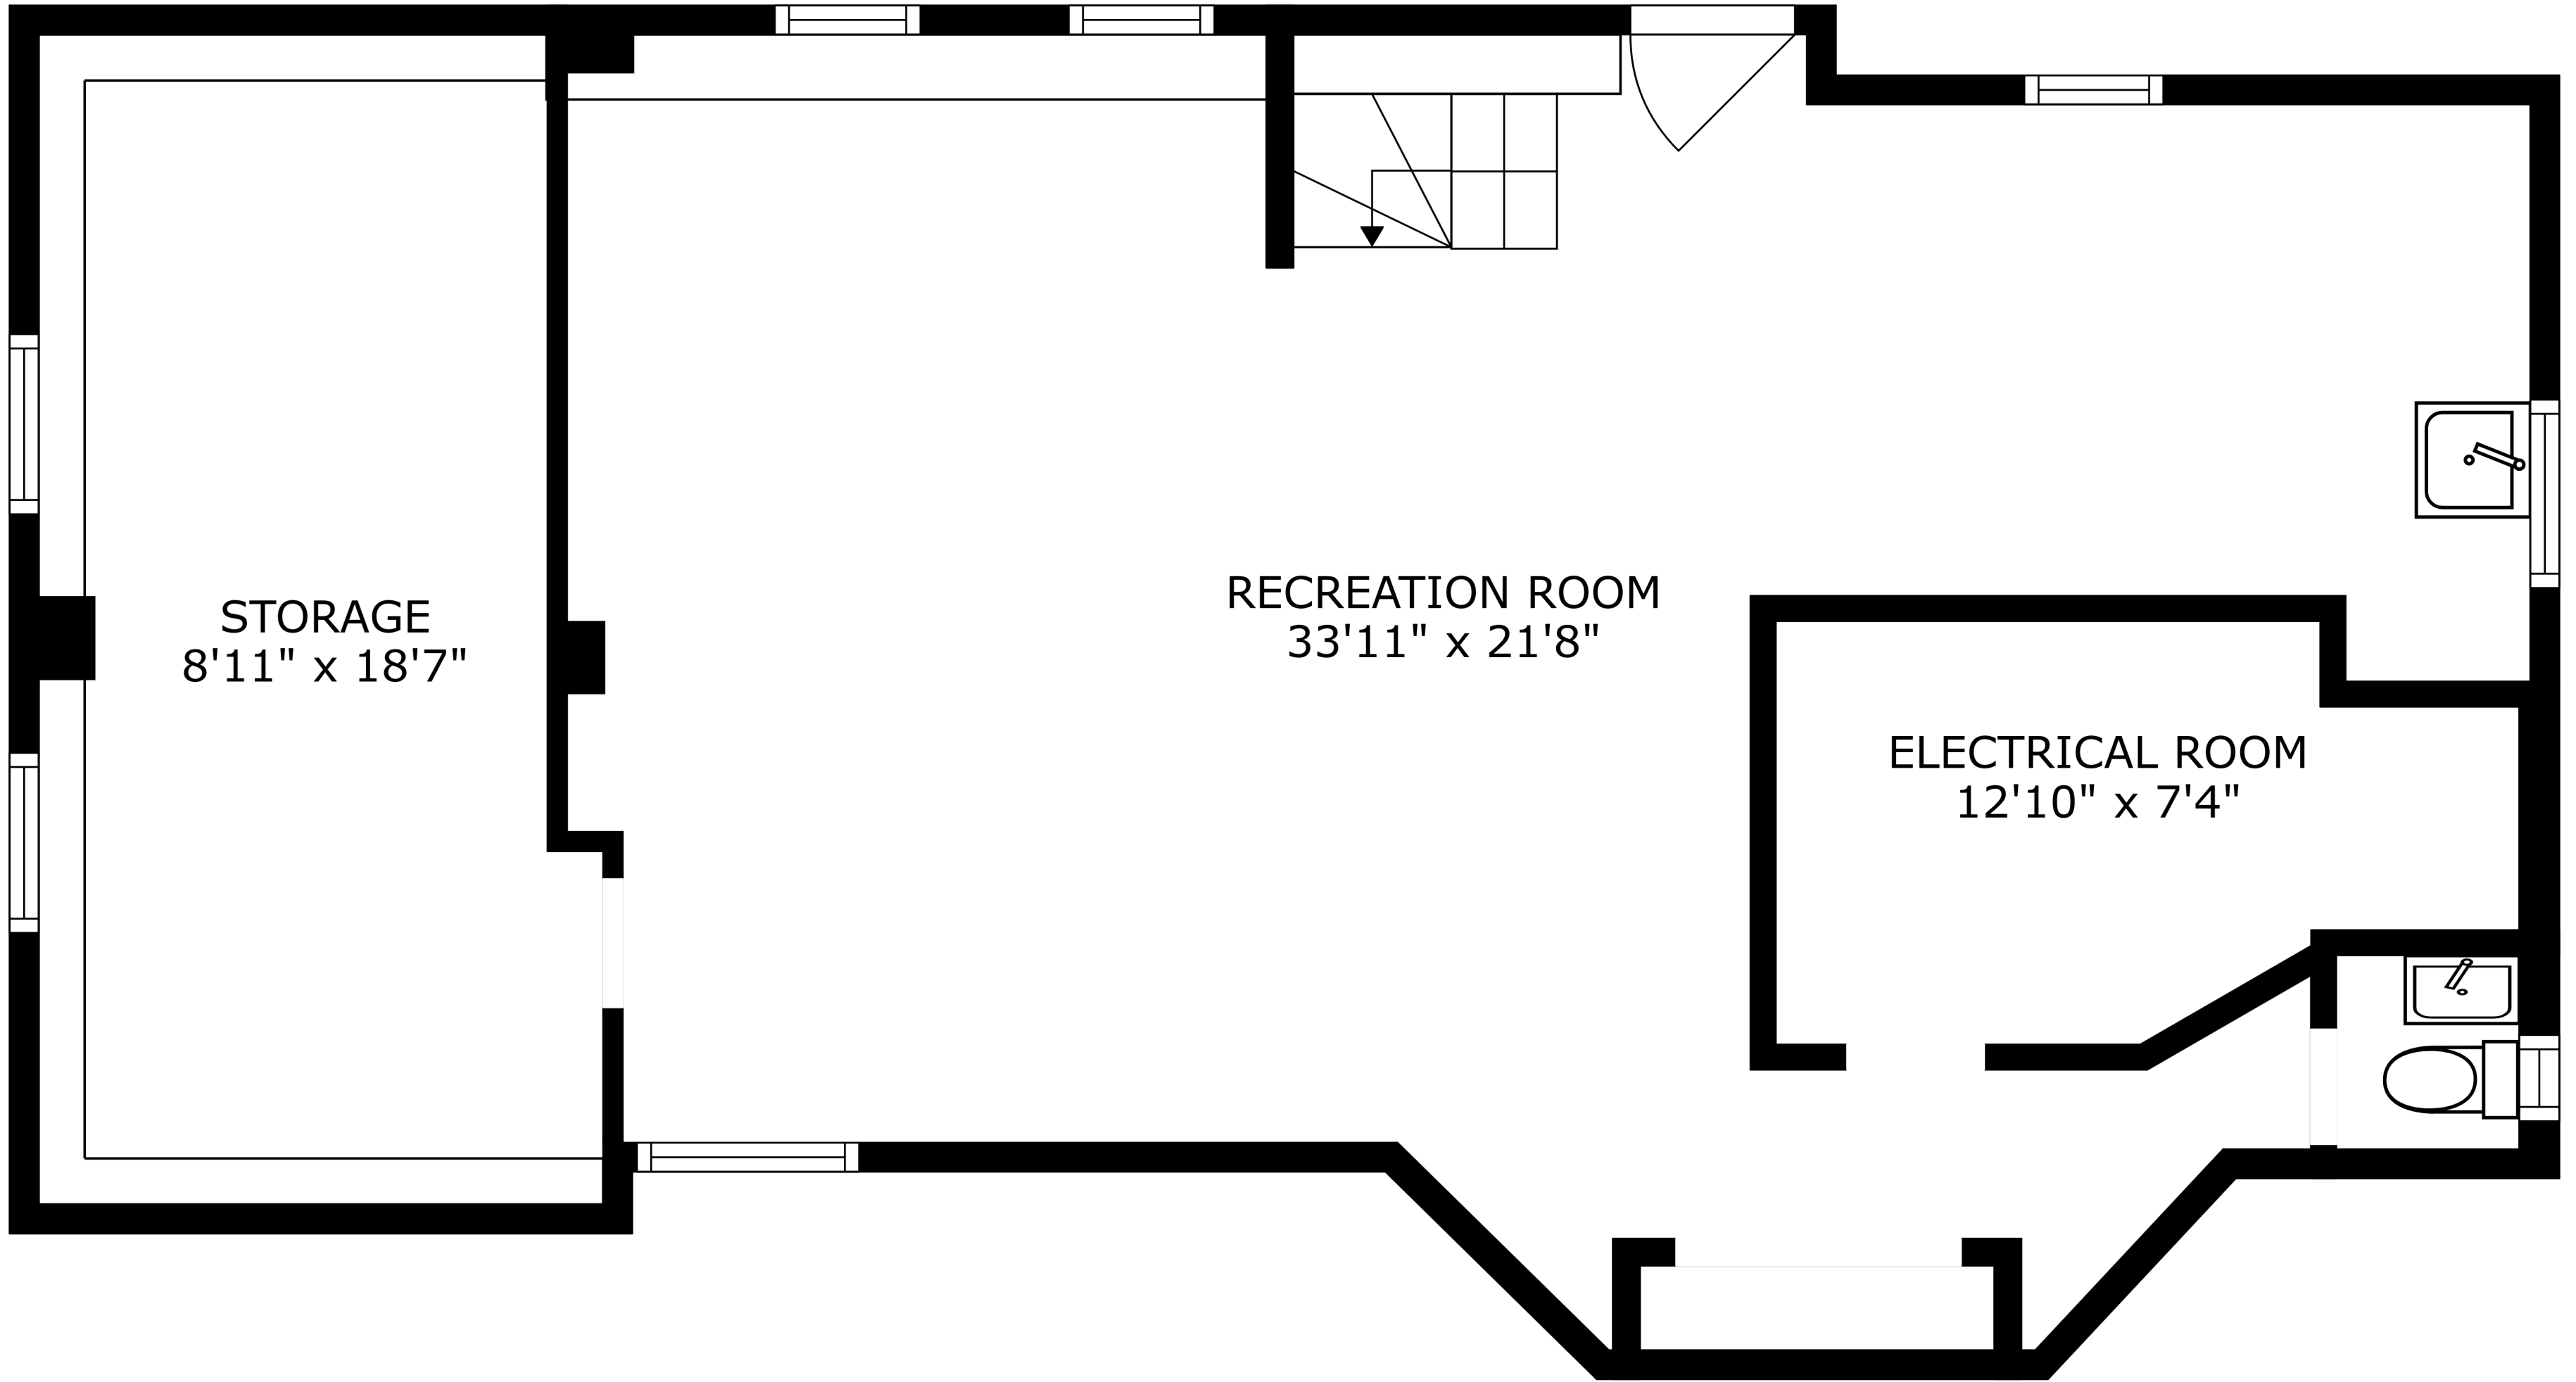 RECREATION ROOM
33'11" x 21'8"
STORAGE
8'11" x 18'7"
ELECTRICAL ROOM
12'10" x 7'4"